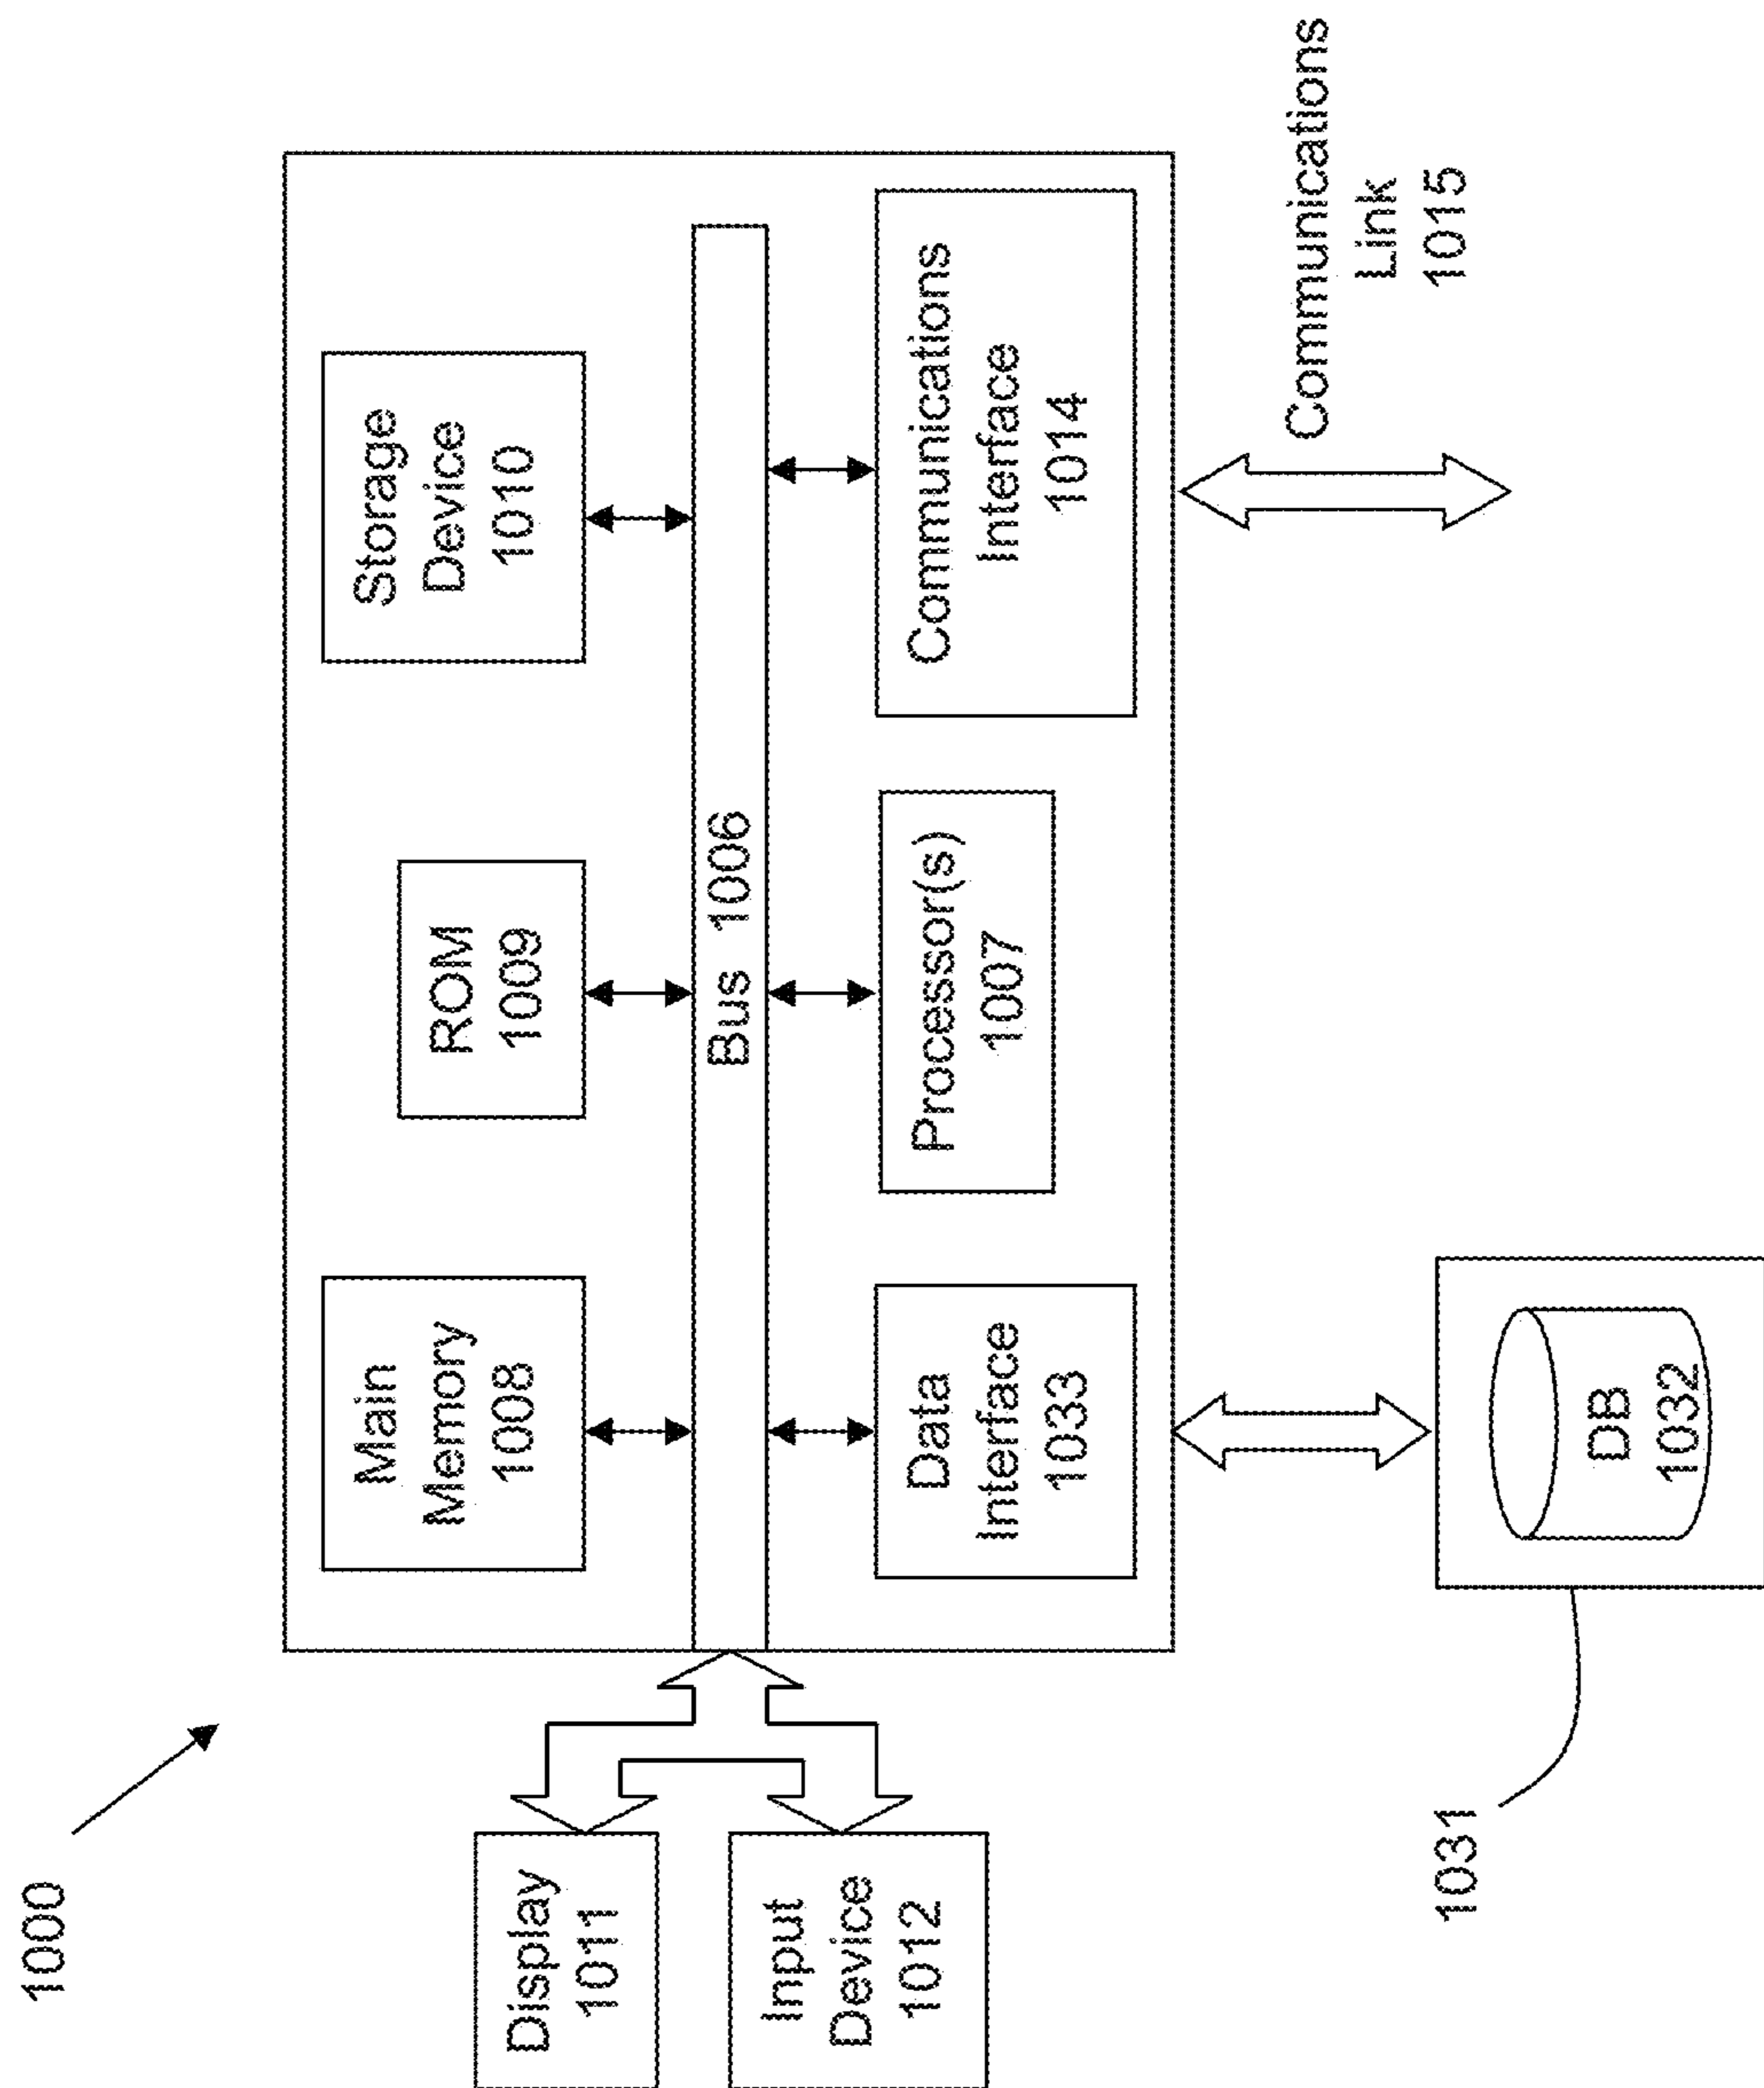 1000
Main
Memory
1008
ROM
1009
Storage
Device
1010
Display
1011
Bus 1006
Input
Device
1012
Data
Interface
1033
Processor(s)
1007
Communications
Interface
1014
Communications
Link
1015
1031
DB
1032